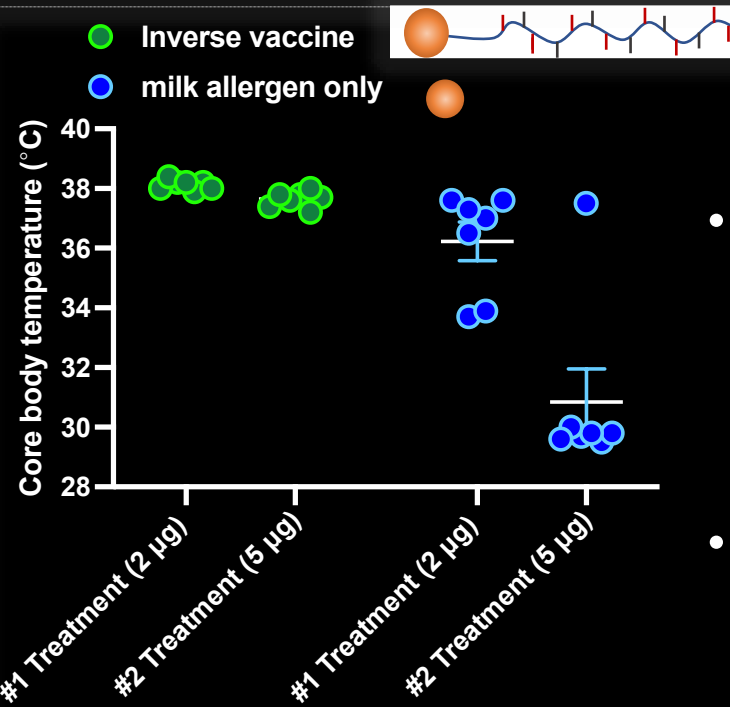 Inverse vaccine
milk allergen only
Core body temperature (°C)
40
38
36
34
32
30
28
#1 Treatment (2 µg)
#2 Treatment (5 µg)
#1 Treatment (2 µg)
#2 Treatment (5 µg)